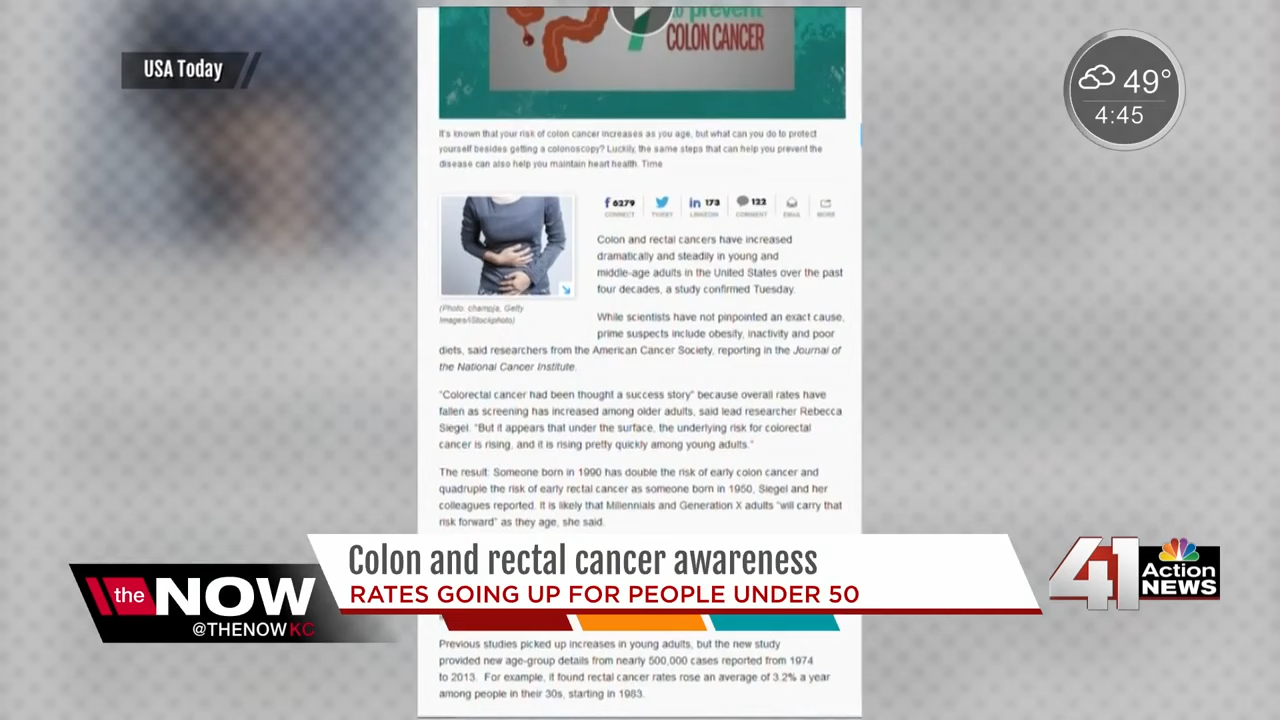 USA Today
to prevent
7 COLON CANCER
49°
4:45
It's known that your risk of colon cancer increases as you age, but what can you do to protect
yourself besides getting a colonoscopy? Luckily, the same steps that can help you prevent the
disease can also help you maintain heart health. Time
f 6279
CONNECT
TWEET
in 173
LINKEDIN
122
COMMENT
EMAIL
MORE
(Photo: champja, Getty
Images/iStockphoto)
Colon and rectal cancers have increased
dramatically and steadily in young and
middle-age adults in the United States over the past
four decades, a study confirmed Tuesday.
While scientists have not pinpointed an exact cause,
prime suspects include obesity, inactivity and poor
diets, said researchers from the American Cancer Society, reporting in the Journal of
the National Cancer Institute.
"Colorectal cancer had been thought a success story" because overall rates have
fallen as screening has increased among older adults, said lead researcher Rebecca
Siegel. "But it appears that under the surface, the underlying risk for colorectal
cancer is rising, and it is rising pretty quickly among young adults."
The result: Someone born in 1990 has double the risk of early colon cancer and
quadruple the risk of early rectal cancer as someone born in 1950, Siegel and her
colleagues reported. It is likely that Millennials and Generation X adults "will carry that
risk forward" as they age, she said.
Colon and rectal cancer awareness
RATES GOING UP FOR PEOPLE UNDER 50
the NOW
@THENOWKC
41
Action
NEWS
Previous studies picked up increases in young adults, but the new study
provided new age-group details from nearly 500,000 cases reported from 1974
to 2013. For example, it found rectal cancer rates rose an average of 3.2% a year
among people in their 30s, starting in 1983.